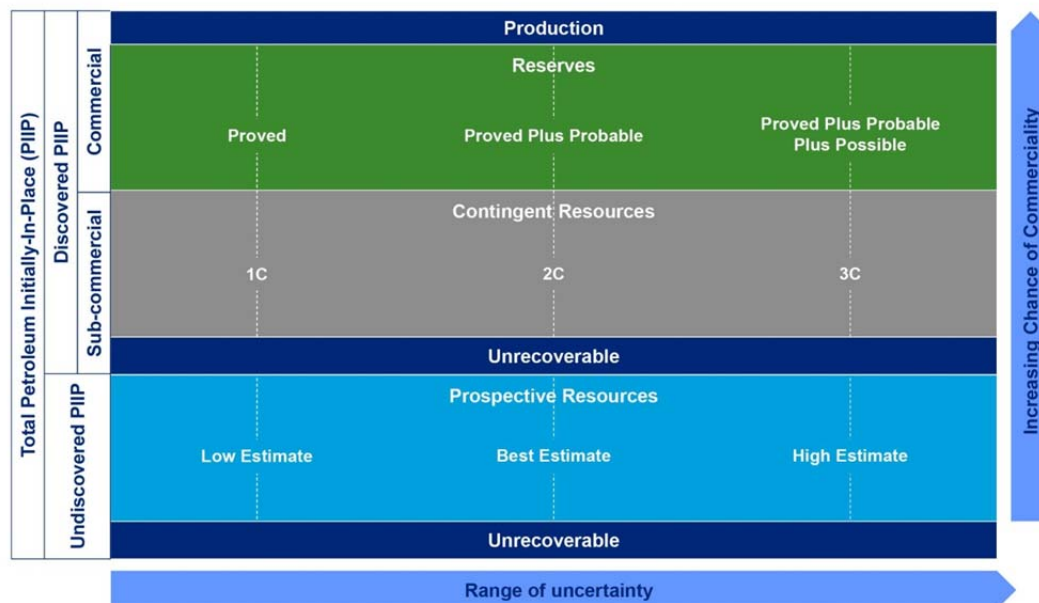 Total Petroleum Initially-In-Place (PIIP)
Discovered PIIP
Undiscovered PIIP
Commercial
Sub-commercial
Production
Reserves
Proved
Proved Plus Probable
Proved Plus Probable
Plus Possible
Contingent Resources
1C
2C
3C
Unrecoverable
Prospective Resources
Low Estimate
Best Estimate
High Estimate
Unrecoverable
Range of uncertainty
Increasing Chance of Commerciality